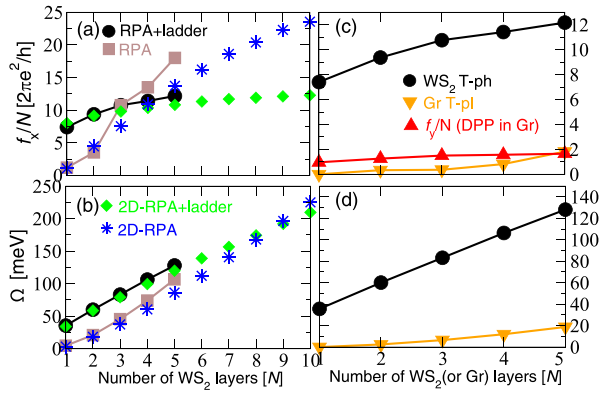 25
20
15
10
5
0
f_x/N [2πe²/h]
(a)
RPA+ladder
RPA
(c)
WS₂ T-ph
Gr T-pl
f_y/N (DPP in Gr)
12
10
8
6
4
2
0
250
200
150
100
50
0
Ω [meV]
(b)
2D-RPA+ladder
2D-RPA
(d)
140
120
100
80
60
40
20
0
1 2 3 4 5 6 7 8 9 10
1 2 3 4 5
Number of WS₂ layers [N]
Number of WS₂(or Gr) layers [N]